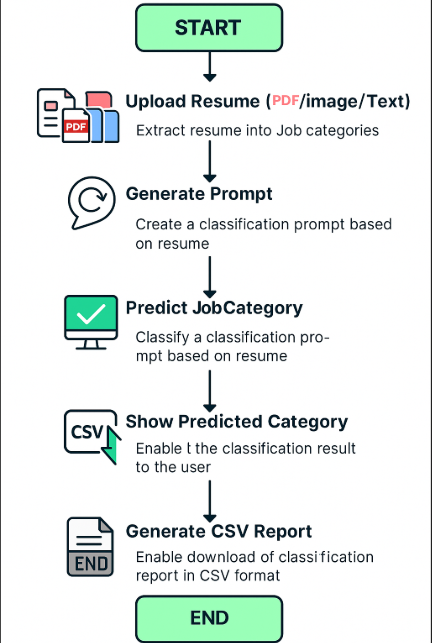 START
Upload Resume (PDF/image/Text)
PDF
Extract resume into Job categories
Generate Prompt
Create a classification prompt based
on resume
Predict JobCategory
Classify a classification pro-
mpt based on resume
Show Predicted Category
CSV
Enable t the classification result
to the user
Generate CSV Report
END
Enable download of classification
report in CSV format
END